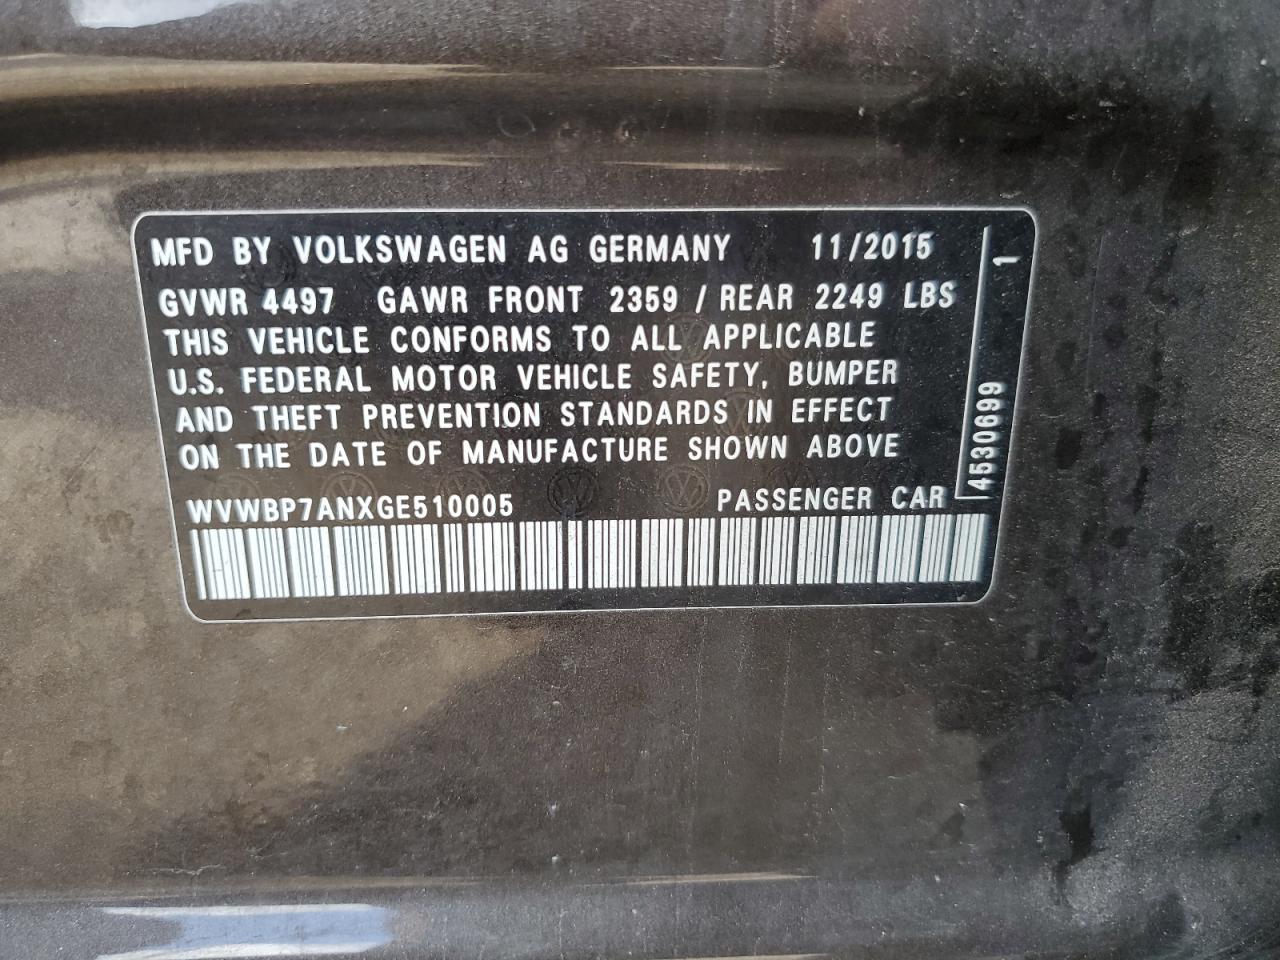 MFD BY VOLKSWAGEN AG GERMANY 11/2015
GVWR 4497 GAWR FRONT 2359 / REAR 2249 LBS
THIS VEHICLE CONFORMS TO ALL APPLICABLE
U.S. FEDERAL MOTOR VEHICLE SAFETY, BUMPER
AND THEFT PREVENTION STANDARDS IN EFFECT
ON THE DATE OF MANUFACTURE SHOWN ABOVE
WVWBP7ANXGE510005 PASSENGER CAR
4530699 1